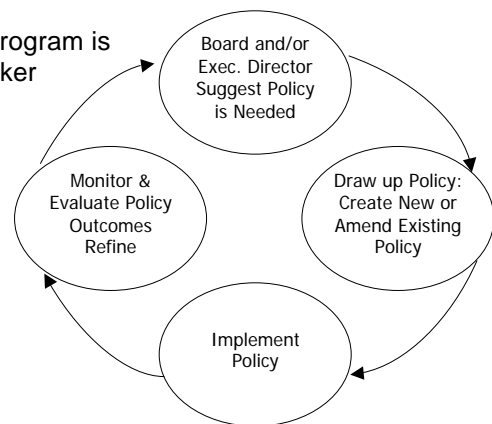 rogram is
ker
Board and/or
Exec. Director
Suggest Policy
is Needed
Draw up Policy:
Create New or
Amend Existing
Policy
Implement
Policy
Monitor &
Evaluate Policy
Outcomes
Refine